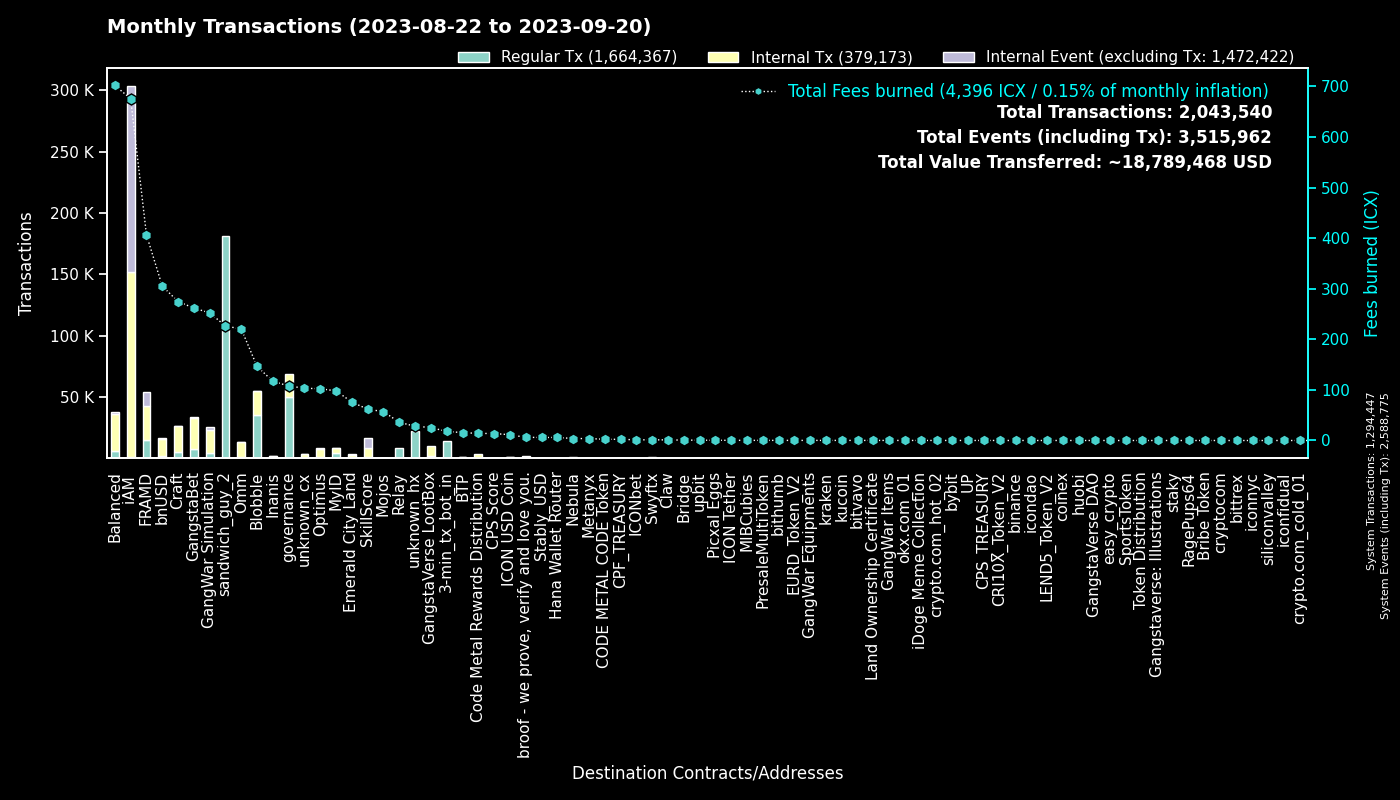 Monthly Transactions (2023-08-22 to 2023-09-20)
Regular Tx (1,664,367)
Internal Tx (379,173)
Internal Event (excluding Tx: 1,472,422)
Total Fees burned (4,396 ICX / 0.15% of monthly inflation)
Total Transactions: 2,043,540
Total Events (including Tx): 3,515,962
Total Value Transferred: ~18,789,468 USD
Transactions
300 K
250 K
200 K
150 K
100 K
50 K
700
600
500
400
300
200
100
0
Fees burned (ICX)
Balanced
IAM
FRAMD
bnUSD
Craft
GangstaBet
GangWar Simulation
sandwich_guy_2
Omm
Blobble
Inanis
governance
unknown_cx
Optimus
MyID
Emerald City Land
SkillScore
Mojos
Relay
unknown_hx
GangstaVerse LootBox
3-min_tx_bot_in
BTP
Code Metal Rewards Distribution
CPS_Score
ICON USD Coin
broof - we prove, verify and love you.
Stably_USD
Hana Wallet Router
Nebula
Metanyx
CODE METAL CODE Token
CPF_TREASURY
ICONbet
Swyftx
Claw
Bridge
upbit
Picxal_Eggs
ICON Tether
MIBCubies
PresaleMultiToken
bithumb
EURD_Token_V2
GangWar Equipments
kraken
kucoin
bitvavo
Land Ownership Certificate
GangWar Items
okx.com_01
iDoge Meme Collection
crypto.com_hot_02
bybit
UP
CPS_TREASURY
CRI10X_Token_V2
binance
icondao
LEND5_Token_V2
coinex
huobi
GangstaVerse DAO
easy_crypto
SportsToken
Token Distribution
Gangstaverse: Illustrations
staky
RagePups64
Bribe Token
cryptocom
bittrex
iconnyc
siliconvalley
iconfidual
crypto.com_cold_01
Destination Contracts/Addresses
System Transactions: 1,294,447
System Events (including Tx): 2,588,775